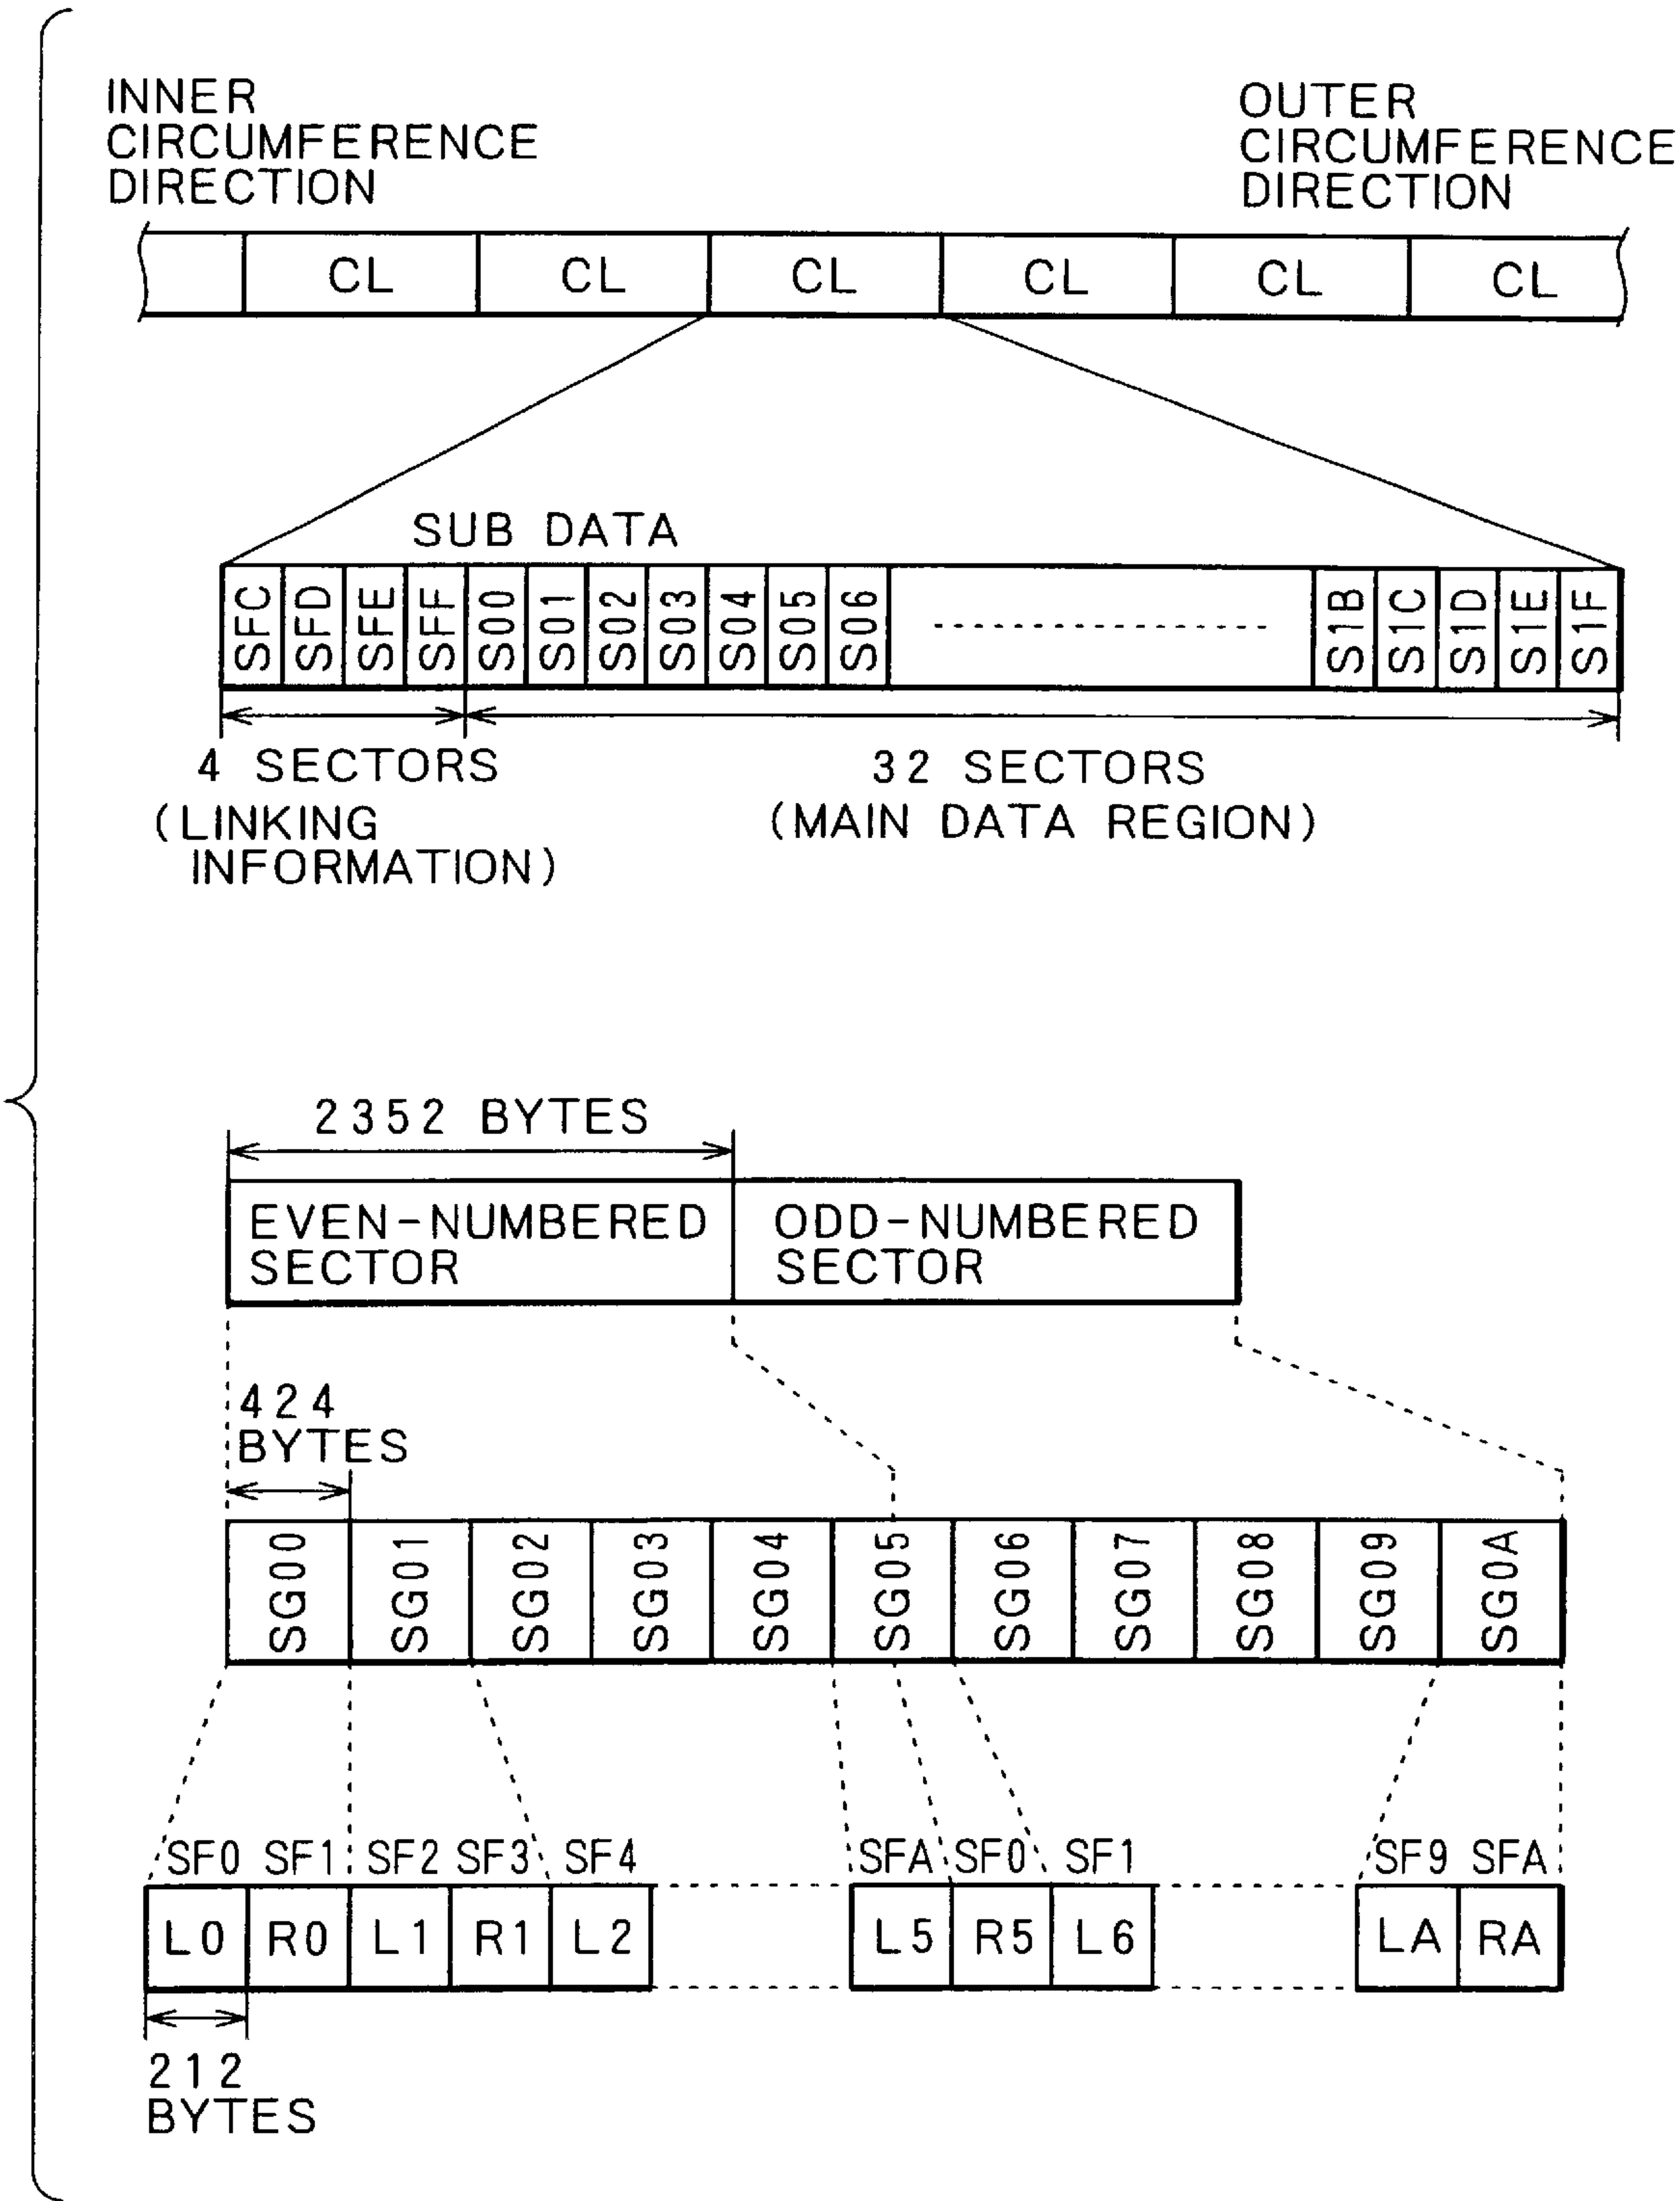 INNER
CIRCUMFERENCE
DIRECTION
OUTER
CIRCUMFERENCE
DIRECTION
CL CL CL CL CL CL
SUB DATA
SFC SFD SFE SFF S00 S01 S02 S03 S04 S05 S06 S1B S1C S1D S1E S1F
4 SECTORS
(LINKING
INFORMATION)
32 SECTORS
(MAIN DATA REGION)
2352 BYTES
EVEN-NUMBERED
SECTOR
ODD-NUMBERED
SECTOR
424
BYTES
SG00 SG01 SG02 SG03 SG04 SG05 SG06 SG07 SG08 SG09 SG0A
SF0 SF1 SF2 SF3 SF4 SFA SF0 SF1 SF9 SFA
L0 R0 L1 R1 L2 L5 R5 L6 LA RA
212
BYTES